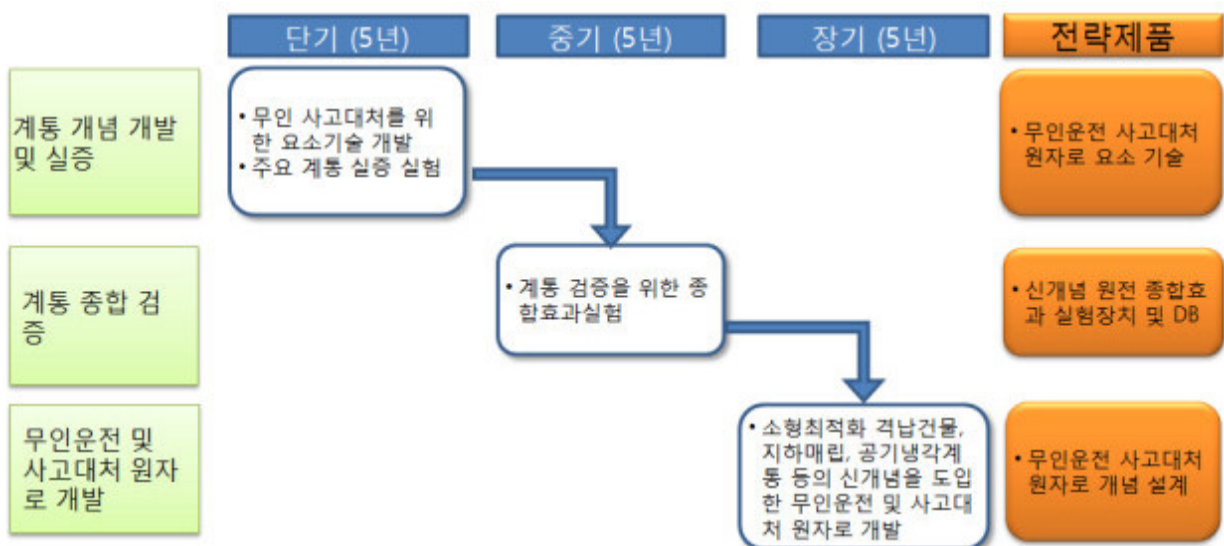 단기 (5년)
중기 (5년)
장기 (5년)
전략제품
계통 개념 개발
및 실증
• 무인 사고대처를 위
한 요소기술 개발
• 주요 계통 실증 실험
• 무인운전 사고대처
원자로 요소 기술
계통 종합 검
증
• 계통 검증을 위한 종
합효과실험
• 신개념 원전 종합효
과 실험장치 및 DB
무인운전 및
사고대처 원자
로 개발
• 소형최적화 격납건물,
지하매립, 공기냉각계
통 등의 신개념을 도입
한 무인운전 및 사고대
처 원자로 개발
• 무인운전 사고대처
원자로 개념 설계